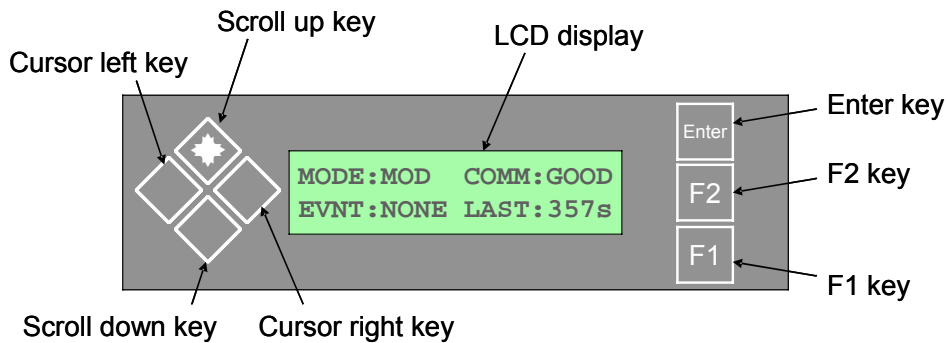 Scroll up key
LCD display
Cursor left key
Enter key
Enter
MODE:MOD COMM:GOOD
F2 key
F2
EVNT:NONE LAST:357s
F1
F1 key
Scroll down key
Cursor right key